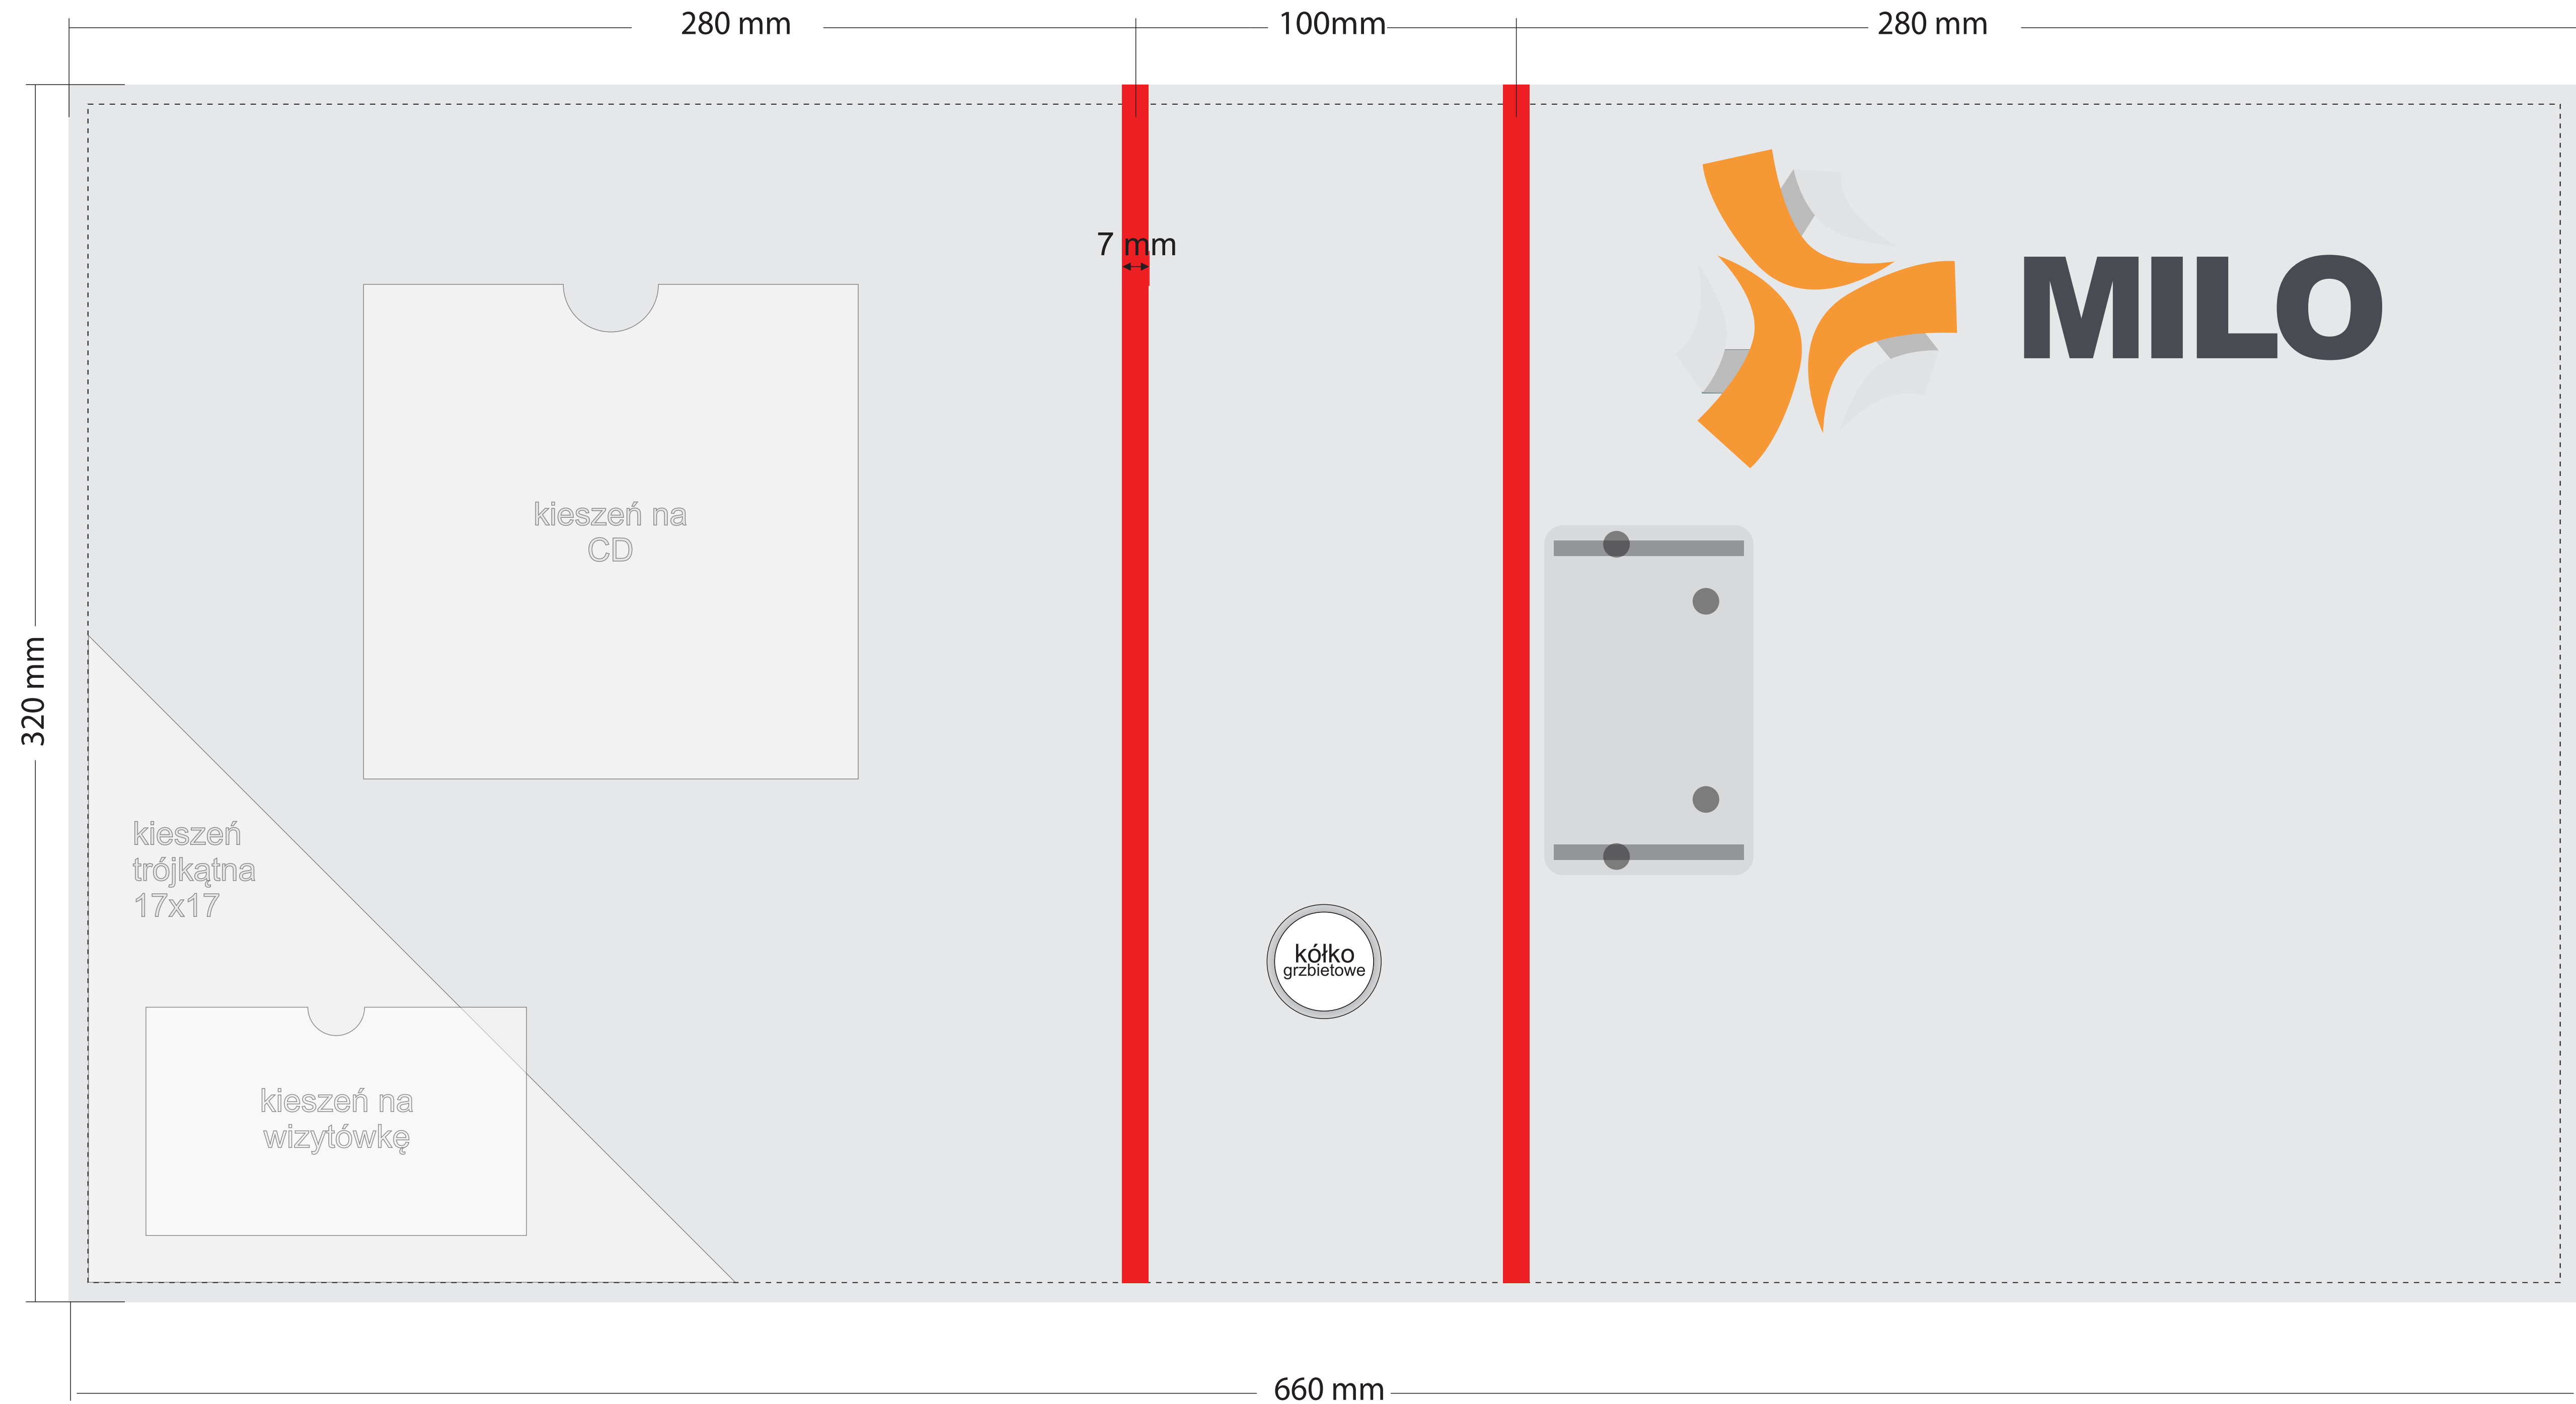 280 mm
100mm
280 mm
7 mm
MILO
kieszeń na
CD
320 mm
kieszeń
trójkątna
17x17
kółko
grzbietowe
kieszeń na
wizytówkę
660 mm